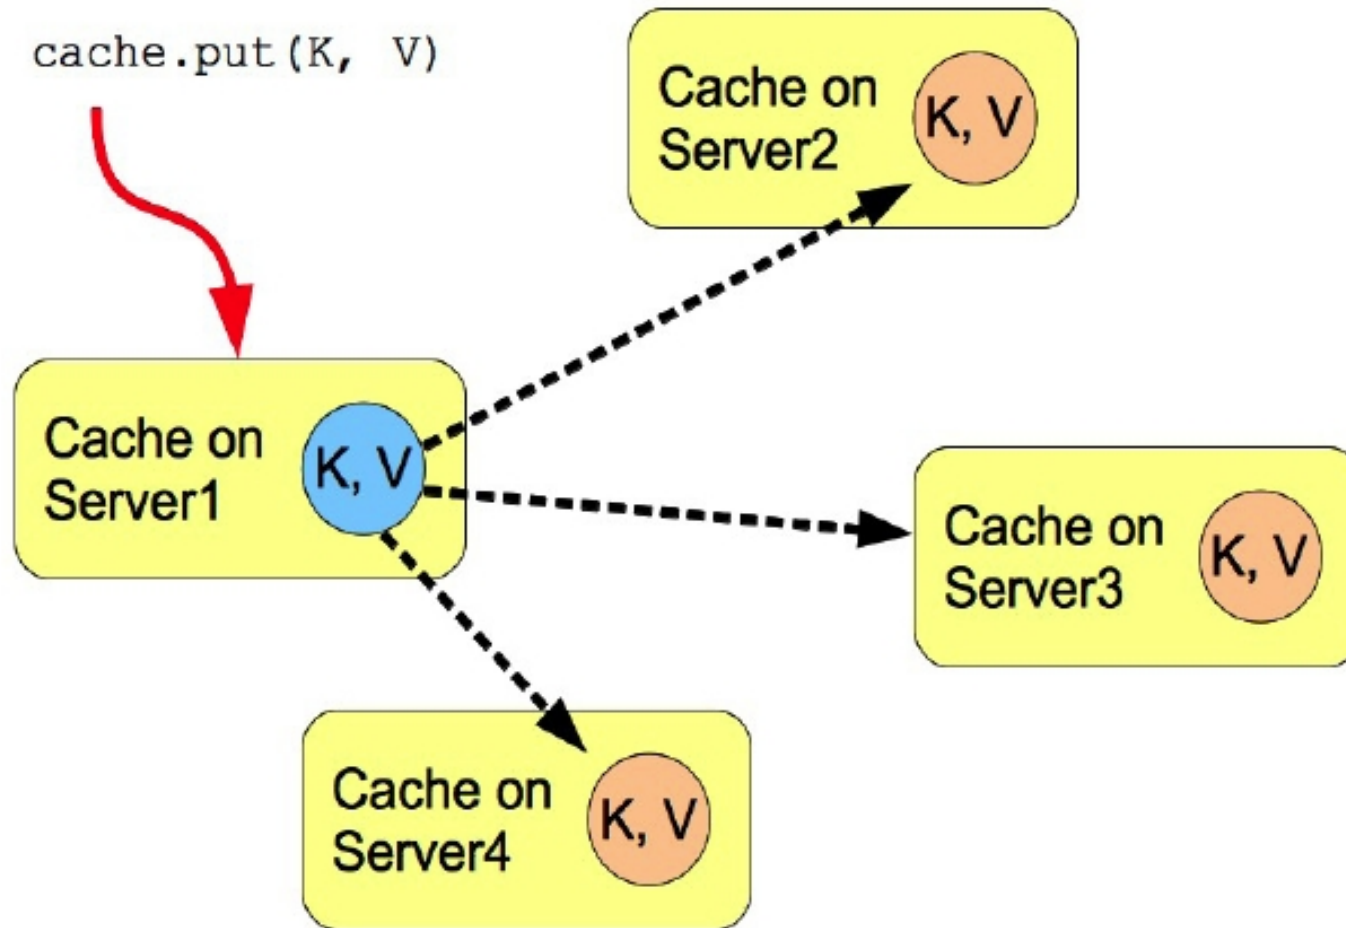 cache.put(K, V)
Cache on
Server2
K, V
Cache on
Server1
K, V
Cache on
Server3
K, V
Cache on
Server4
K, V